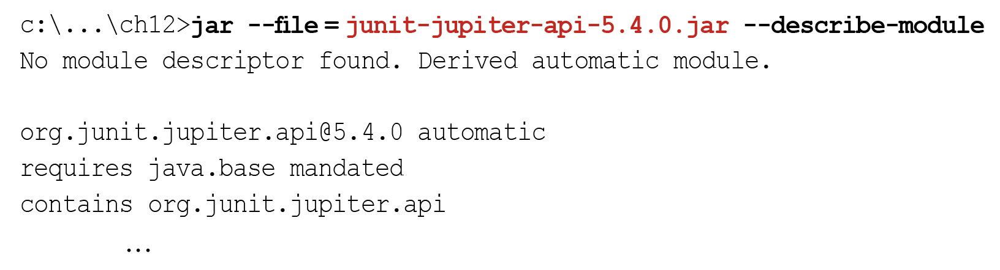 c:\...\ch12>jar --file=junit-jupiter-api-5.4.0.jar --describe-module
No module descriptor found. Derived automatic module.
org.junit.jupiter.api@5.4.0 automatic
requires java.base mandated
contains org.junit.jupiter.api
...